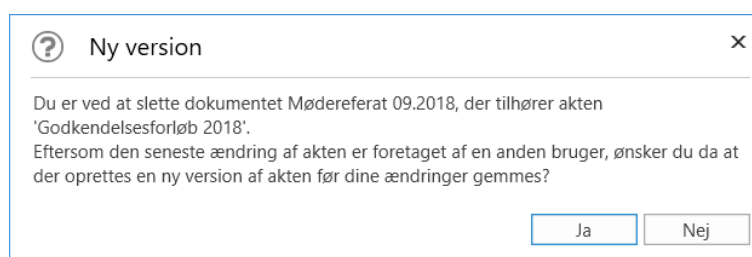 Ny version
Du er ved at slette dokumentet Mødereferat 09.2018, der tilhører akten
'Godkendelsesforløb 2018'.
Eftersom den seneste ændring af akten er foretaget af en anden bruger, ønsker du da at
der oprettes en ny version af akten før dine ændringer gemmes?
Ja
Nej